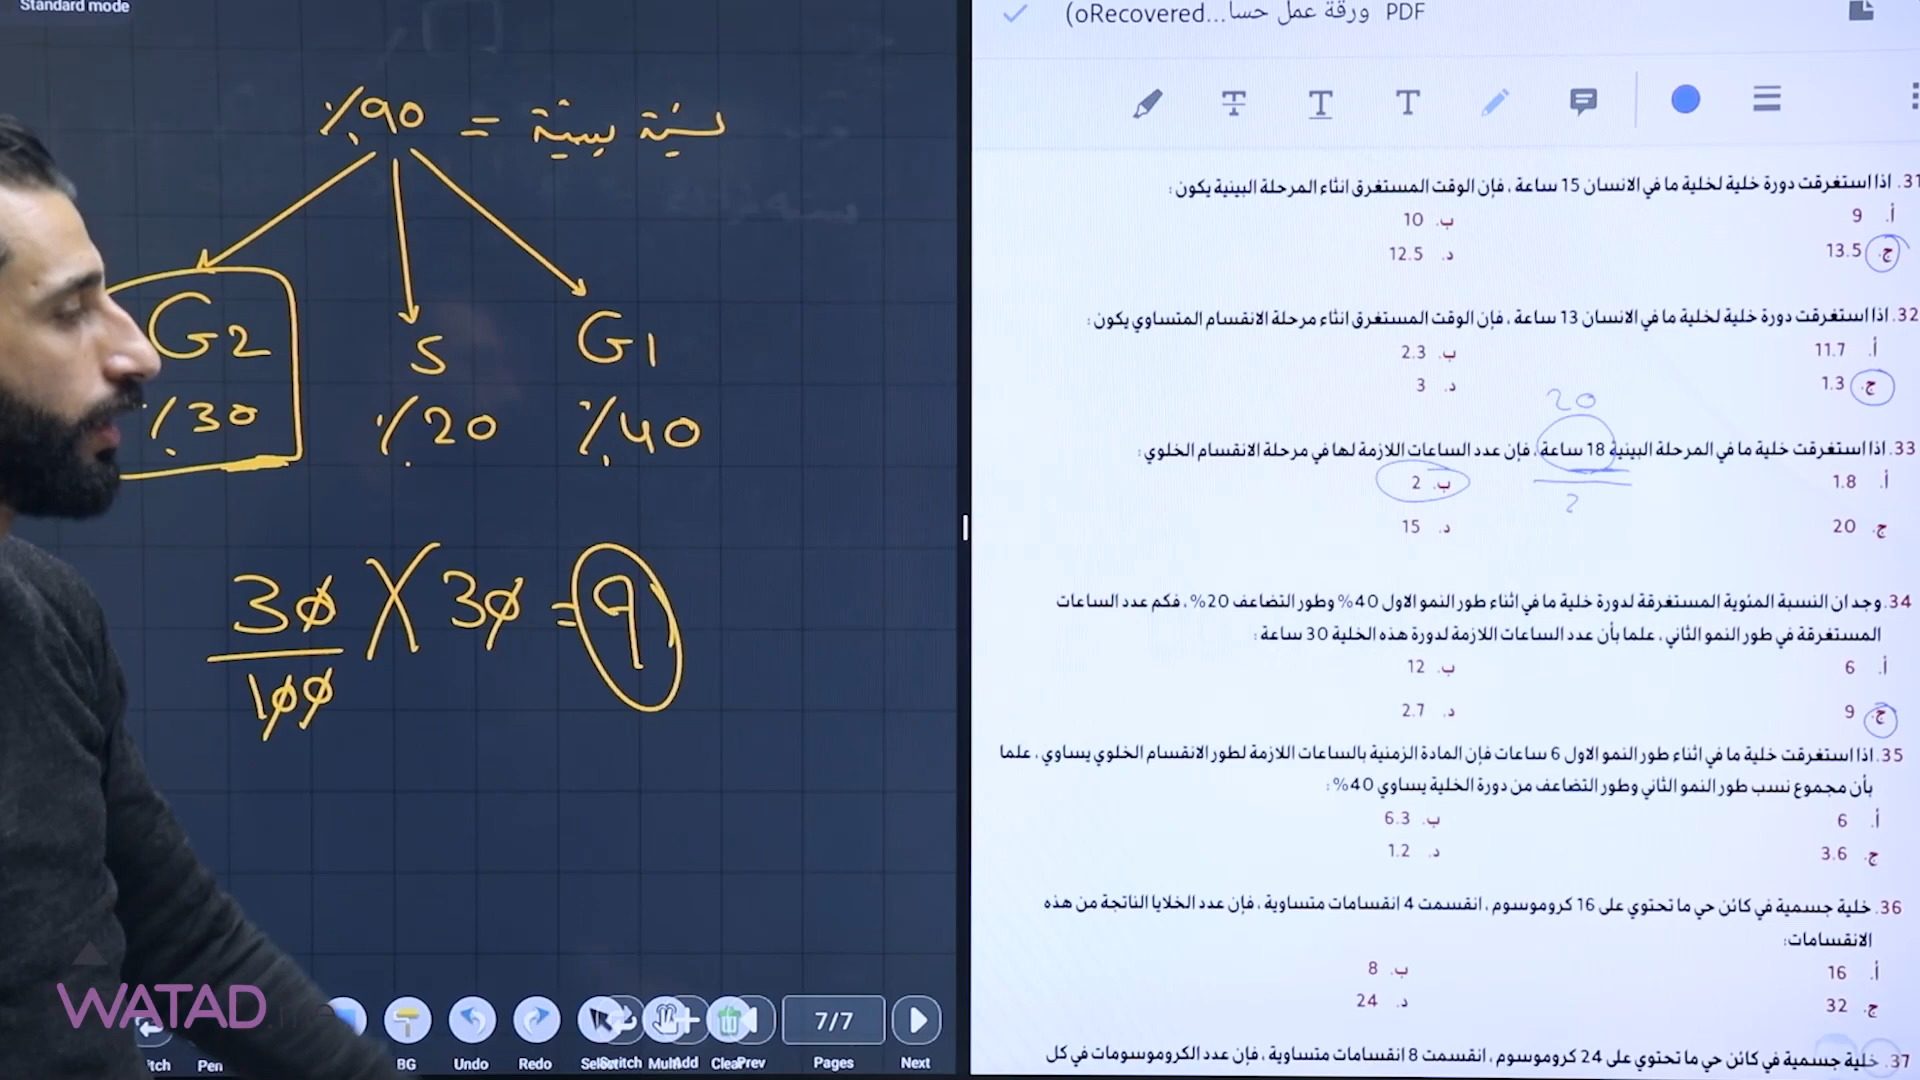 Standard mode
٪90 = نسبة بينية
G2
٪30
S
٪20
G1
٪40
30/100 X 30 = 9
WATAD
Pen
BG
Undo
Redo
Add
Prev
7/7
Pages
Next
(oRecovered...ورقة عمل حسا PDF
31. اذا استغرقت دورة خلية لخلية ما في الانسان 15 ساعة ، فإن الوقت المستغرق انثاء المرحلة البينية يكون :
أ. 9
ب. 10
ج. 13.5
د. 12.5
32. اذا استغرقت دورة خلية لخلية ما في الانسان 13 ساعة ، فإن الوقت المستغرق انثاء مرحلة الانقسام المتساوي يكون :
أ. 11.7
ب. 2.3
ج. 1.3
د. 3
20
33. اذا استغرقت خلية ما في المرحلة البينية 18 ساعة ، فإن عدد الساعات اللازمة لها في مرحلة الانقسام الخلوي :
أ. 1.8
ب. 2
2
ج. 20
د. 15
34. وجد ان النسبة المئوية المستغرقة لدورة خلية ما في اثناء طور النمو الاول 40% وطور التضاعف 20% ، فكم عدد الساعات
المستغرقة في طور النمو الثاني ، علما بأن عدد الساعات اللازمة لدورة هذه الخلية 30 ساعة :
أ. 6
ب. 12
ج. 9
د. 2.7
35. اذا استغرقت خلية ما في اثناء طور النمو الاول 6 ساعات فإن المادة الزمنية بالساعات اللازمة لطور الانقسام الخلوي يساوي ، علما
بأن مجموع نسب طور النمو الثاني وطور التضاعف من دورة الخلية يساوي 40% :
أ. 6
ب. 6.3
ج. 3.6
د. 1.2
36. خلية جسمية في كائن حي ما تحتوي على 16 كروموسوم ، انقسمت 4 انقسامات متساوية ، فإن عدد الخلايا الناتجة من هذه
الانقسامات:
أ. 16
ب. 8
ج. 32
د. 24
37. خلية جسمية في كائن حي ما تحتوي على 24 كروموسوم ، انقسمت 8 انقسامات متساوية ، فإن عدد الكروموسومات في كل